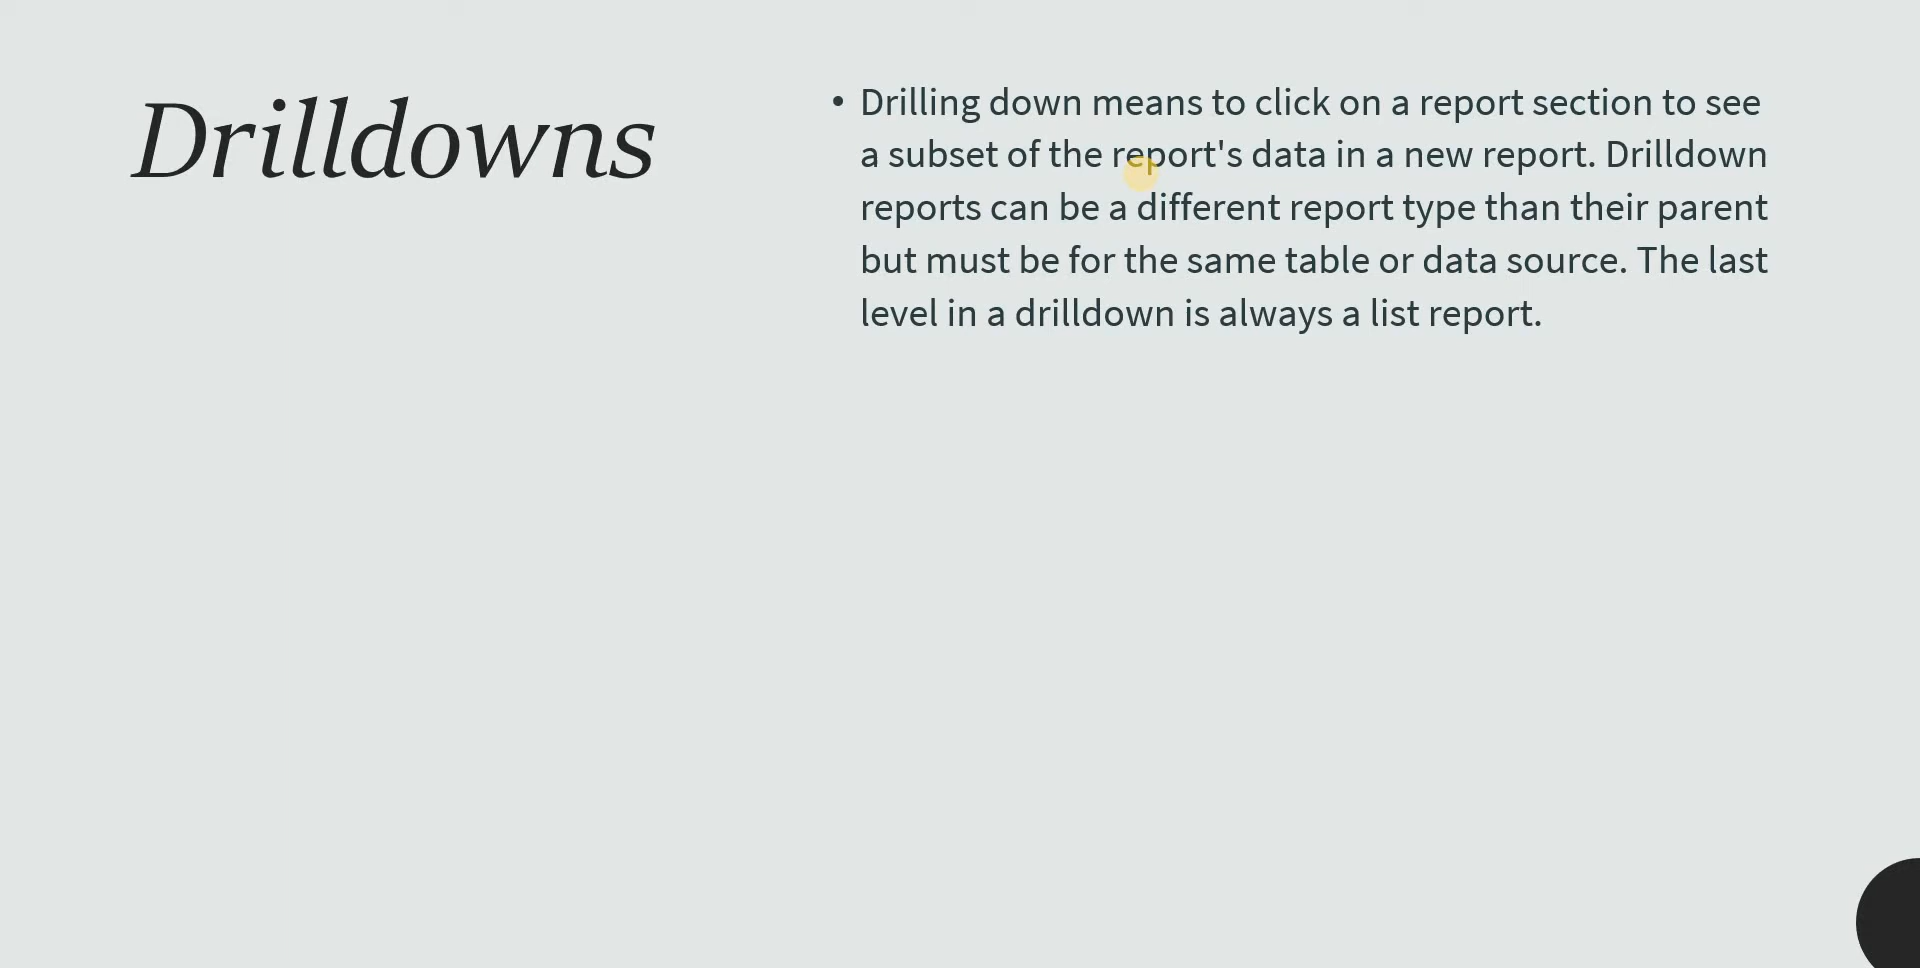 Drilldowns
• Drilling down means to click on a report section to see
a subset of the report's data in a new report. Drilldown
reports can be a different report type than their parent
but must be for the same table or data source. The last
level in a drilldown is always a list report.